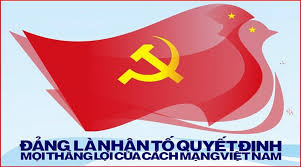 ĐẢNG LÀ NHÂN TỐ QUYẾT ĐỊNH
MỌI THẮNG LỢI CỦA CÁCH MẠNG VIỆT NAM